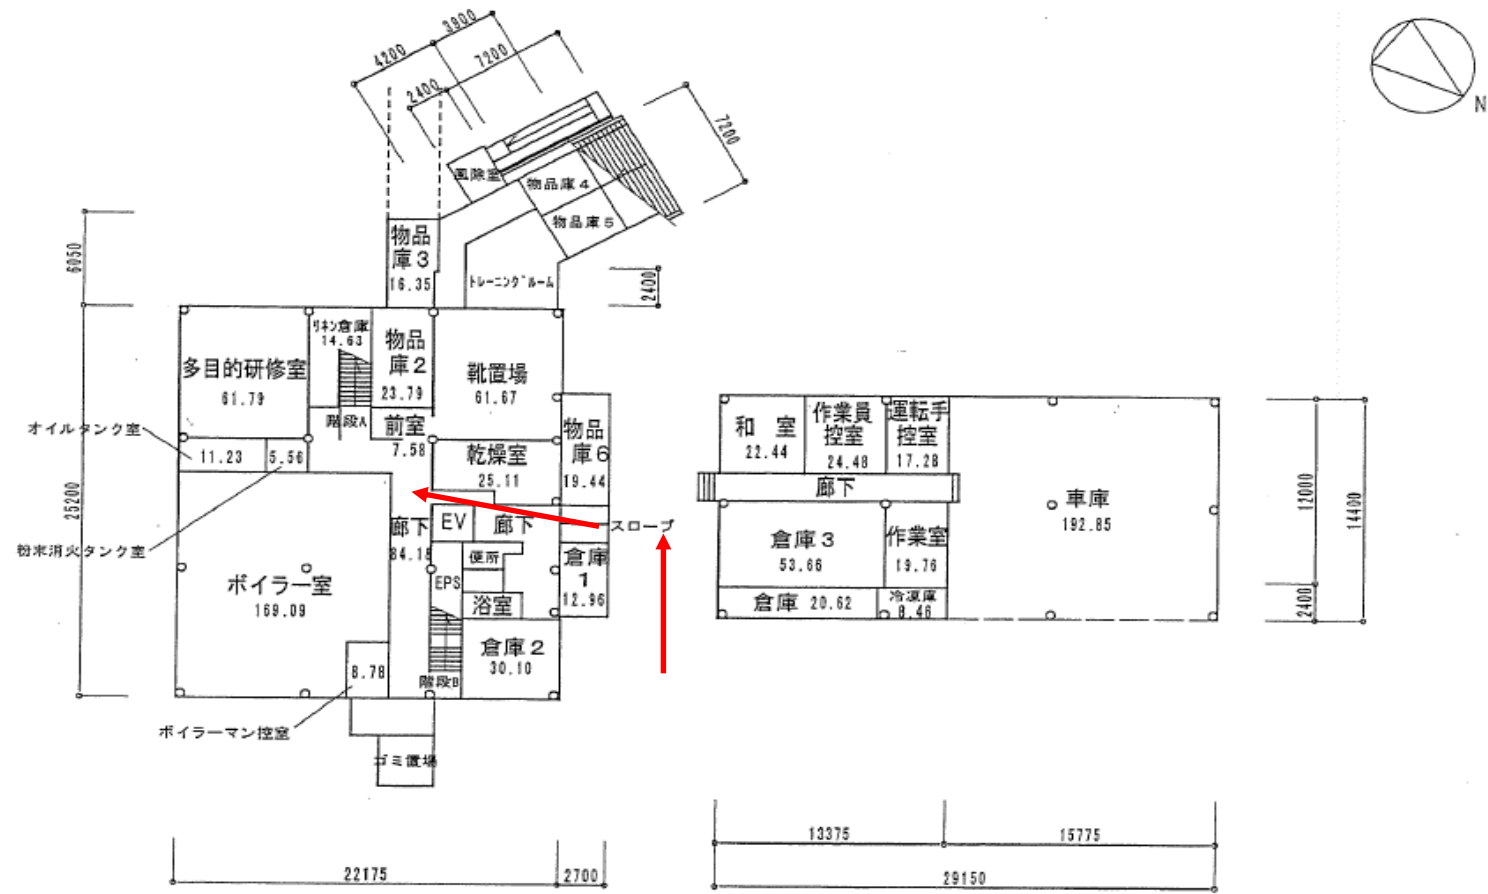 3900
4200
7200
2400
7200
N
風除室
物品庫4
物品庫5
物品
庫3
16.35
トレーニングルーム
6050
2400
リネン倉庫
14.63
物品
庫2
23.79
多目的研修室
61.79
靴置場
61.67
階段A
前室
7.58
オイルタンク室
11.23
5.56
乾燥室
25.11
物品
庫6
19.44
和 室
22.44
作業員
控室
24.48
運転手
控室
17.28
廊下
車庫
192.85
12000
14400
25200
廊下
84.18
EV
廊下
スロープ
粉末消火タンク室
便所
倉庫
1
12.96
倉庫3
53.66
作業室
19.76
ボイラー室
169.09
EPS
浴室
倉庫 20.62
冷凍庫
8.46
2400
倉庫2
30.10
8.78
階段B
ボイラーマン控室
ゴミ置場
13375
15775
22175
2700
29150